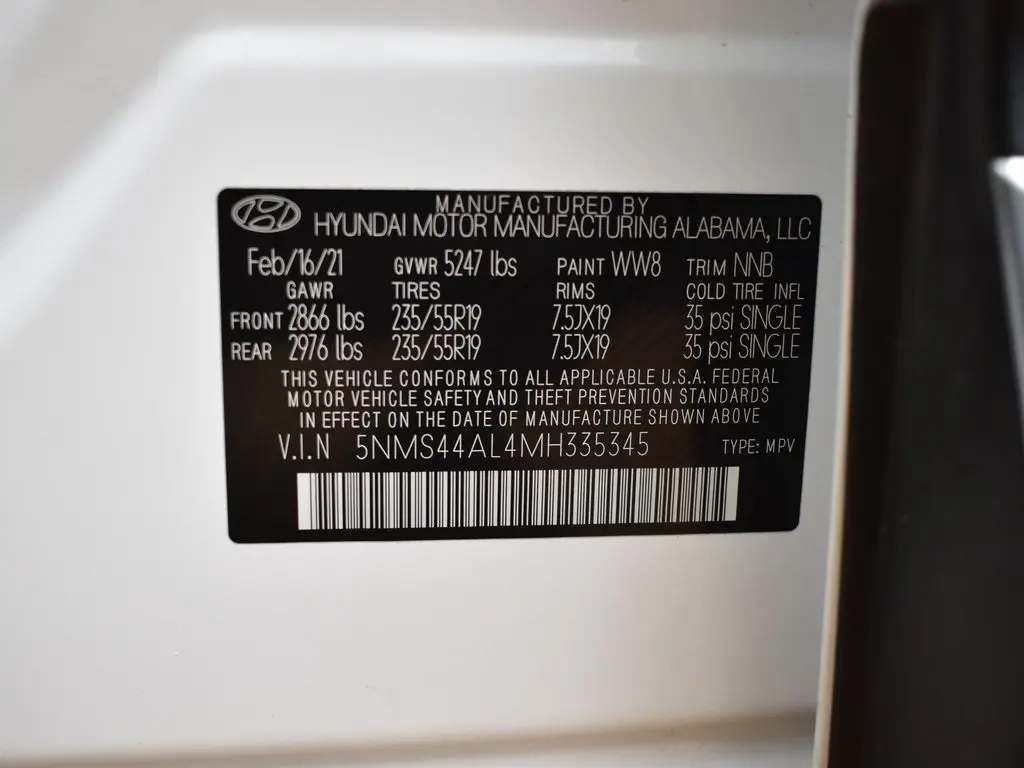 MANUFACTURED BY
HYUNDAI MOTOR MANUFACTURING ALABAMA, LLC
Feb/16/21 GVWR 5247 lbs PAINT WW8 TRIM NNB
GAWR TIRES RIMS COLD TIRE INFL
FRONT 2866 lbs 235/55R19 7.5JX19 35 psi SINGLE
REAR 2976 lbs 235/55R19 7.5JX19 35 psi SINGLE
THIS VEHICLE CONFORMS TO ALL APPLICABLE U.S.A. FEDERAL
MOTOR VEHICLE SAFETY AND THEFT PREVENTION STANDARDS
IN EFFECT ON THE DATE OF MANUFACTURE SHOWN ABOVE
V.I.N 5NMS44AL4MH335345 TYPE: MPV